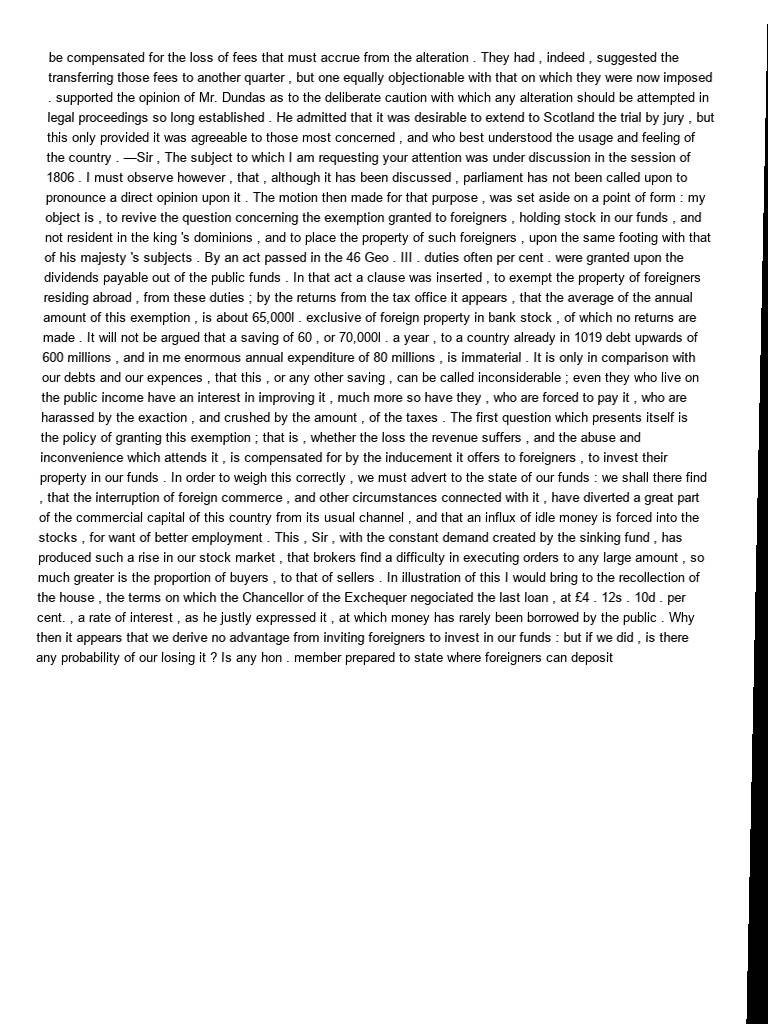 be compensated for the loss of fees that must accrue from the alteration . They had , indeed , suggested the
transferring those fees to another quarter , but one equally objectionable with that on which they were now imposed
. supported the opinion of Mr. Dundas as to the deliberate caution with which any alteration should be attempted in
legal proceedings so long established . He admitted that it was desirable to extend to Scotland the trial by jury , but
this only provided it was agreeable to those most concerned , and who best understood the usage and feeling of
the country . —Sir , The subject to which I am requesting your attention was under discussion in the session of
1806 . I must observe however , that , although it has been discussed , parliament has not been called upon to
pronounce a direct opinion upon it . The motion then made for that purpose , was set aside on a point of form : my
object is , to revive the question concerning the exemption granted to foreigners , holding stock in our funds , and
not resident in the king 's dominions , and to place the property of such foreigners , upon the same footing with that
of his majesty 's subjects . By an act passed in the 46 Geo . III . duties often per cent . were granted upon the
dividends payable out of the public funds . In that act a clause was inserted , to exempt the property of foreigners
residing abroad , from these duties ; by the returns from the tax office it appears , that the average of the annual
amount of this exemption , is about 65,000l . exclusive of foreign property in bank stock , of which no returns are
made . It will not be argued that a saving of 60 , or 70,000l . a year , to a country already in 1019 debt upwards of
600 millions , and in me enormous annual expenditure of 80 millions , is immaterial . It is only in comparison with
our debts and our expences , that this , or any other saving , can be called inconsiderable ; even they who live on
the public income have an interest in improving it , much more so have they , who are forced to pay it , who are
harassed by the exaction , and crushed by the amount , of the taxes . The first question which presents itself is
the policy of granting this exemption ; that is , whether the loss the revenue suffers , and the abuse and
inconvenience which attends it , is compensated for by the inducement it offers to foreigners , to invest their
property in our funds . In order to weigh this correctly , we must advert to the state of our funds : we shall there find
, that the interruption of foreign commerce , and other circumstances connected with it , have diverted a great part
of the commercial capital of this country from its usual channel , and that an influx of idle money is forced into the
stocks , for want of better employment . This , Sir , with the constant demand created by the sinking fund , has
produced such a rise in our stock market , that brokers find a difficulty in executing orders to any large amount , so
much greater is the proportion of buyers , to that of sellers . In illustration of this I would bring to the recollection of
the house , the terms on which the Chancellor of the Exchequer negociated the last loan , at £4 . 12s . 10d . per
cent. , a rate of interest , as he justly expressed it , at which money has rarely been borrowed by the public . Why
then it appears that we derive no advantage from inviting foreigners to invest in our funds : but if we did , is there
any probability of our losing it ? Is any hon . member prepared to state where foreigners can deposit